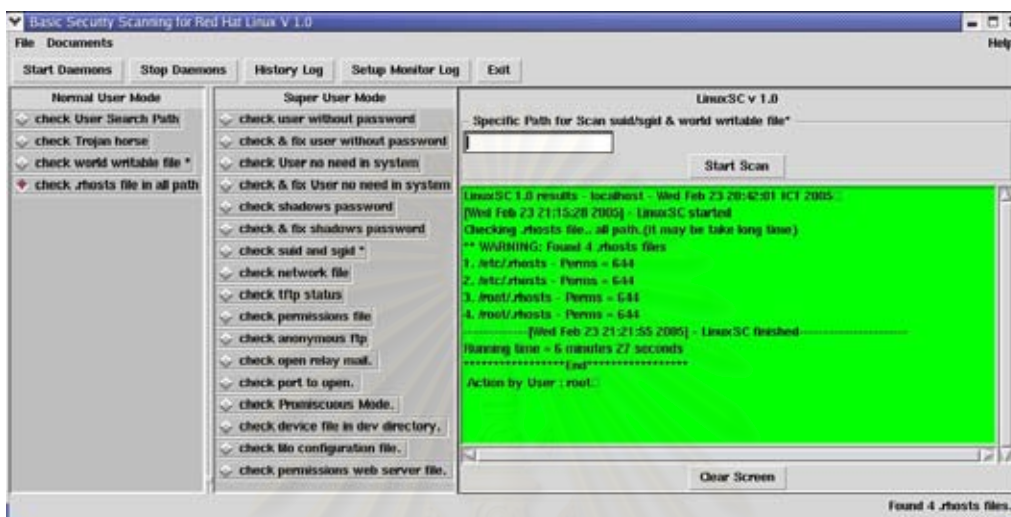 Basic Security Scanning for Red Hat Linux V 1.0
File Documents Help
Start Daemons Stop Daemons History Log Setup Monitor Log Exit
Normal User Mode
check User Search Path
check Trojan horse
check world writable file *
check .rhosts file in all path
Super User Mode
check user without password
check & fix user without password
check User no need in system
check & fix User no need in system
check shadows password
check & fix shadows password
check suid and sgid *
check network file
check tftp status
check permissions file
check anonymous ftp
check open relay mail.
check port to open.
check Promiscuous Mode.
check device file in dev directory.
check lilo configuration file.
check permissions web server file.
LinuxSC v 1.0
Specific Path for Scan suid/sgid & world writable file*
Start Scan
LinuxSC 1.0 results - localhost - Wed Feb 23 20:42:01 ICT 2005
[Wed Feb 23 21:15:28 2005] - LinuxSC started
Checking .rhosts file.. all path.(it may be take long time)
** WARNING: Found 4 .rhosts files
1. /etc/.rhosts - Perms = 644
2. /etc/.rhosts - Perms = 644
3. /root/.rhosts - Perms = 644
4. /root/.rhosts - Perms = 644
-------------[Wed Feb 23 21:21:55 2005] - LinuxSC finished----------------------
Running time = 6 minutes 27 seconds
*****************End*****************
Action by User : root
Clear Screen
Found 4 .rhosts files.